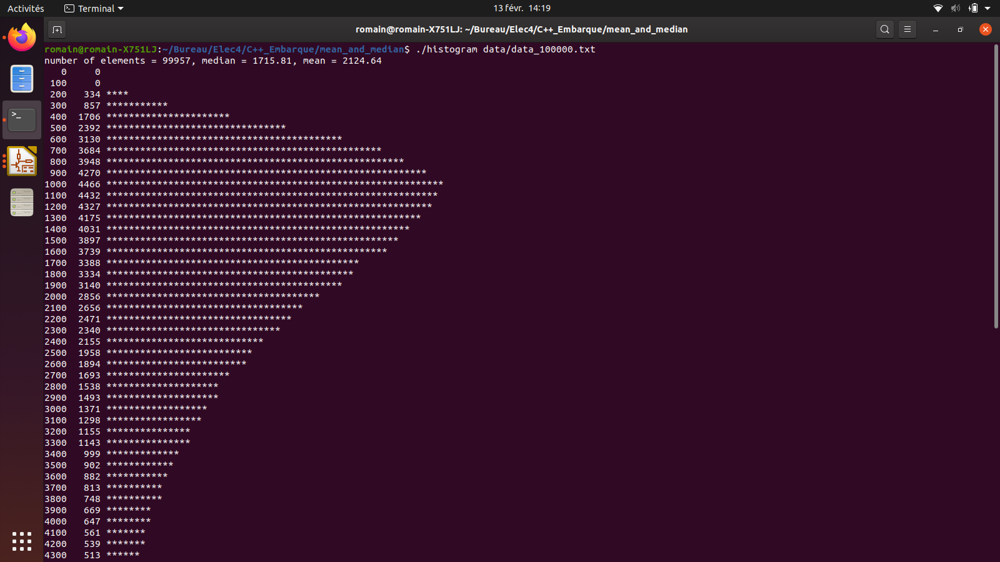 Activités
Terminal
13 févr. 14:19
romain@romain-X751LJ: ~/Bureau/Elec4/C++_Embarque/mean_and_median
romain@romain-X751LJ:~/Bureau/Elec4/C++_Embarque/mean_and_median$ ./histogram data/data_100000.txt
number of elements = 99957, median = 1715.81, mean = 2124.64
0 0
100 0
200 334 ****
300 857 ***********
400 1706 **********************
500 2392 ********************************
600 3130 ******************************************
700 3684 *************************************************
800 3948 *****************************************************
900 4270 *********************************************************
1000 4466 ************************************************************
1100 4432 ***********************************************************
1200 4327 **********************************************************
1300 4175 ********************************************************
1400 4031 ******************************************************
1500 3897 ****************************************************
1600 3739 **************************************************
1700 3388 *********************************************
1800 3334 ********************************************
1900 3140 ******************************************
2000 2856 **************************************
2100 2656 ***********************************
2200 2471 *********************************
2300 2340 *******************************
2400 2155 ****************************
2500 1958 **************************
2600 1894 *************************
2700 1693 **********************
2800 1538 ********************
2900 1493 ********************
3000 1371 ******************
3100 1298 *****************
3200 1155 ***************
3300 1143 ***************
3400 999 *************
3500 902 ************
3600 882 ***********
3700 813 **********
3800 748 **********
3900 669 ********
4000 647 ********
4100 561 *******
4200 539 *******
4300 513 ******